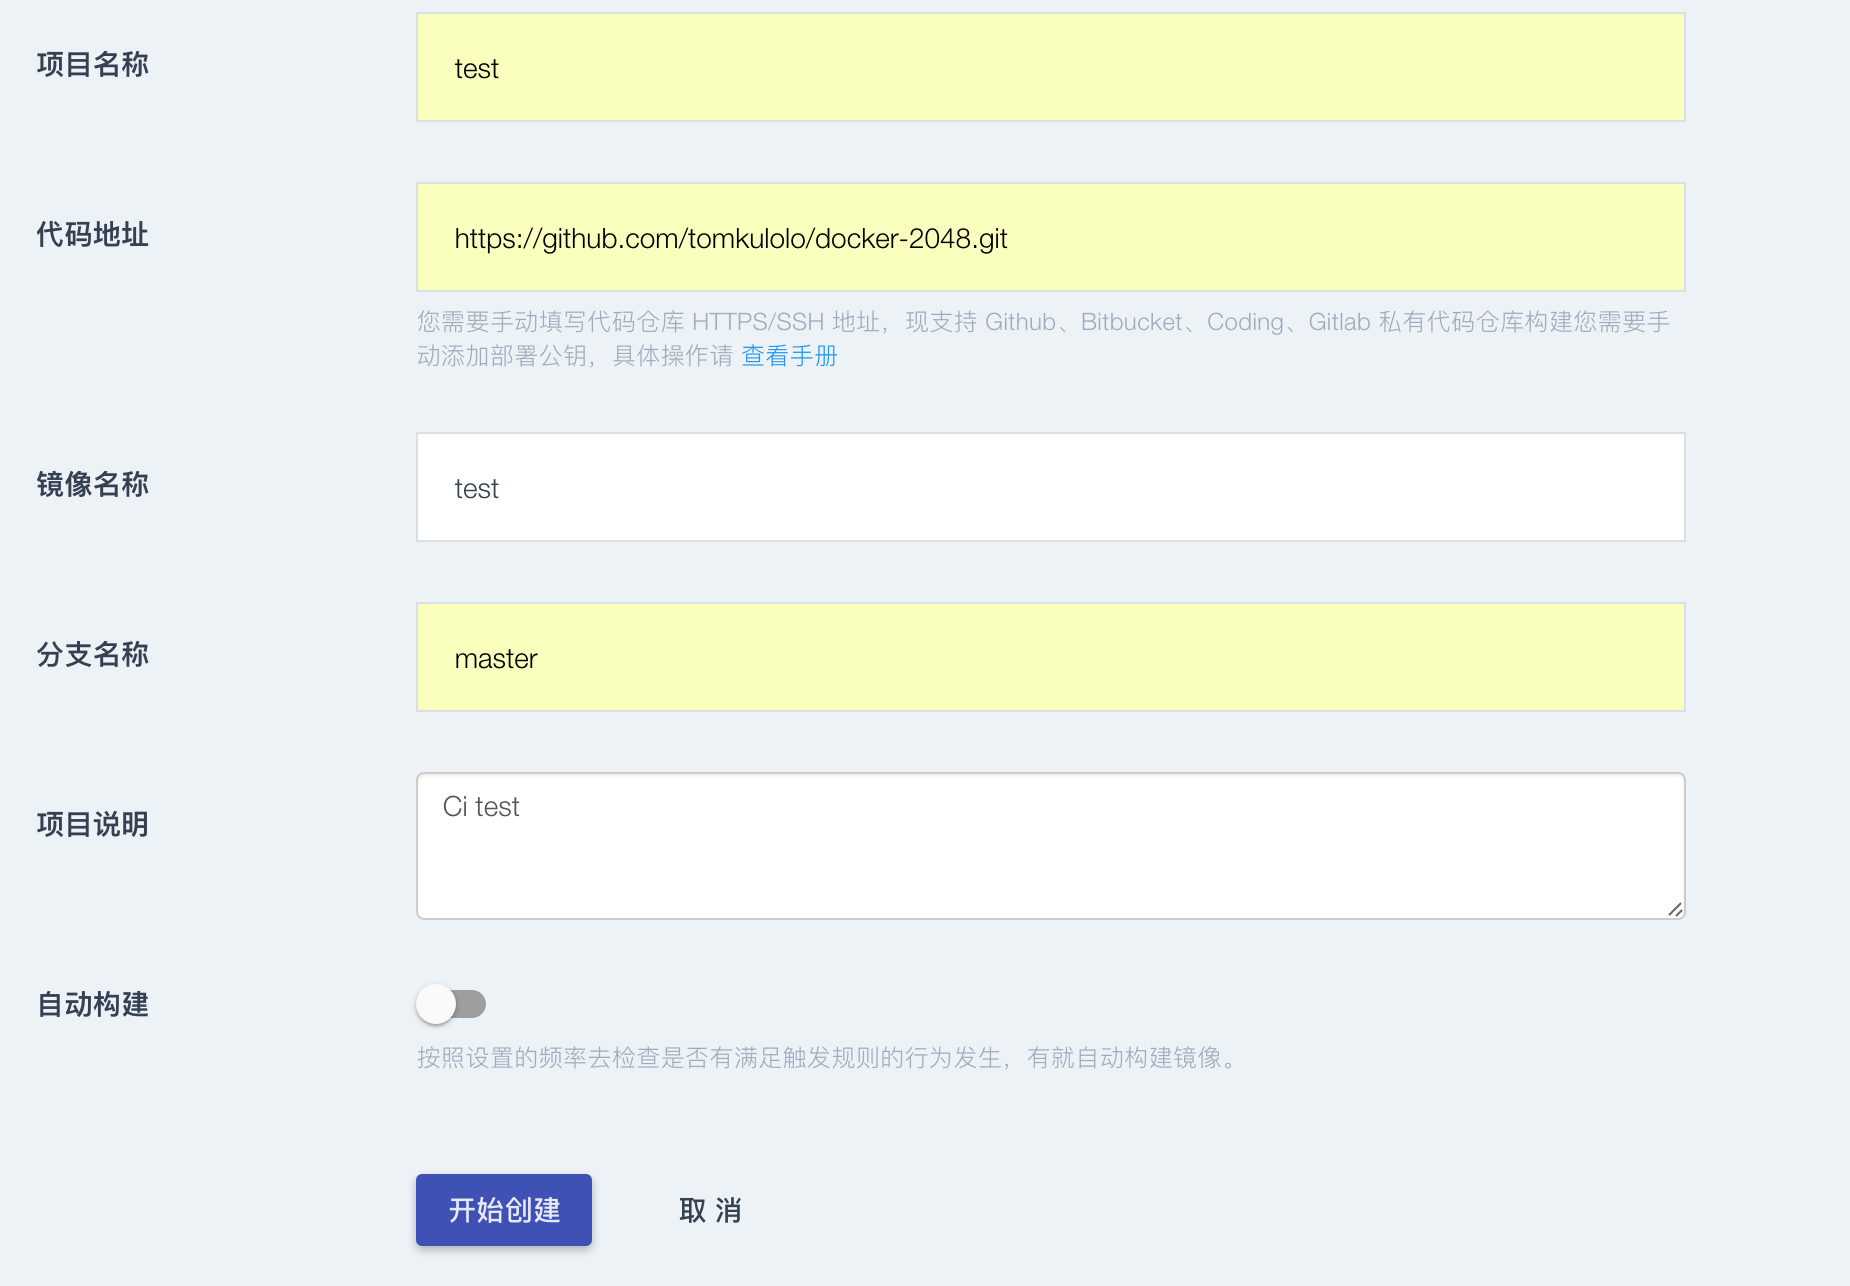 项目名称
test
代码地址
https://github.com/tomkulolo/docker-2048.git
您需要手动填写代码仓库 HTTPS/SSH 地址，现支持 Github、Bitbucket、Coding、Gitlab 私有代码仓库构建您需要手
动添加部署公钥，具体操作请 查看手册
镜像名称
test
分支名称
master
项目说明
Ci test
自动构建
按照设置的频率去检查是否有满足触发规则的行为发生，有就自动构建镜像。
开始创建
取 消